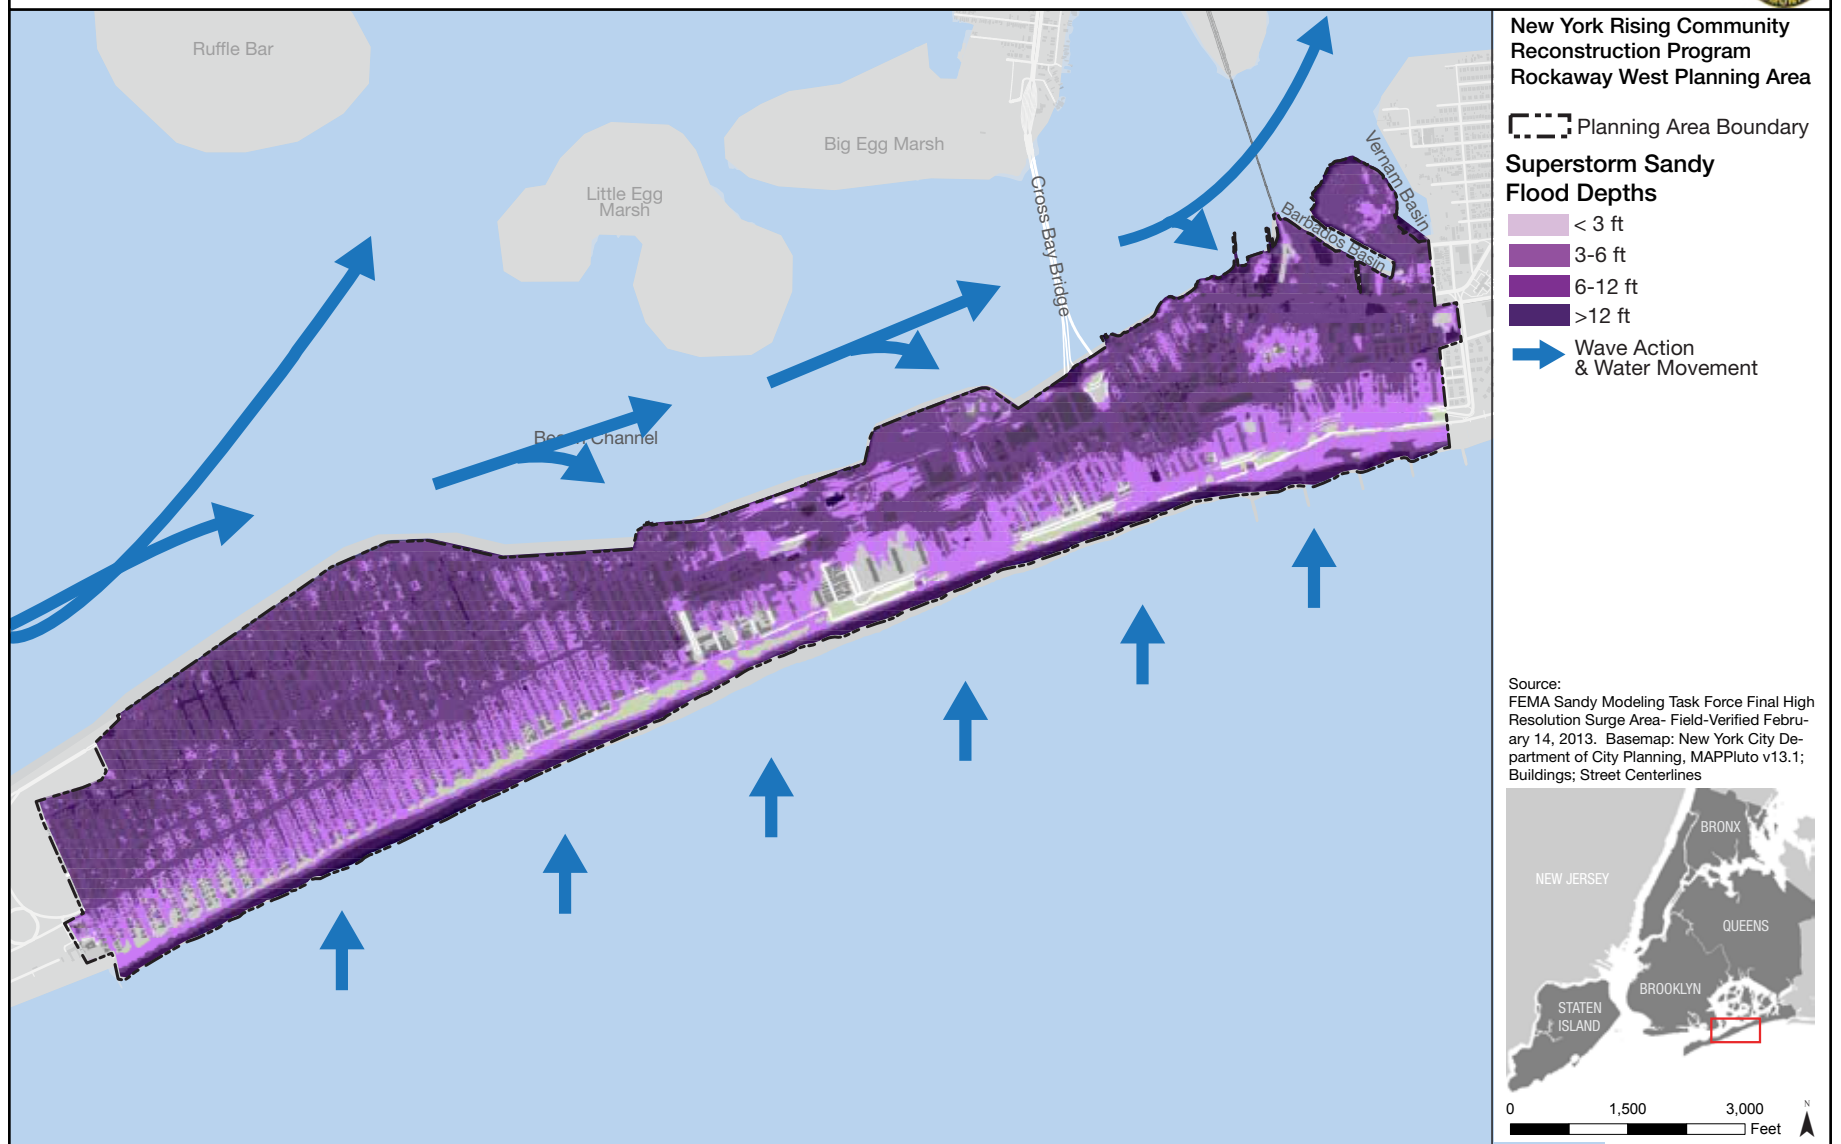 New York Rising Community
Reconstruction Program
Rockaway West Planning Area
Planning Area Boundary
Superstorm Sandy
Flood Depths
< 3 ft
3-6 ft
6-12 ft
>12 ft
Wave Action
& Water Movement
Ruffle Bar
Big Egg Marsh
Little Egg
Marsh
Cross Bay Bridge
Vernam Basin
Barbados Basin
Channel
Source:
FEMA Sandy Modeling Task Force Final High
Resolution Surge Area- Field-Verified Febru-
ary 14, 2013. Basemap: New York City De-
partment of City Planning, MAPPluto v13.1;
Buildings; Street Centerlines
BRONX
NEW JERSEY
QUEENS
BROOKLYN
STATEN
ISLAND
0 1,500 3,000
Feet
N